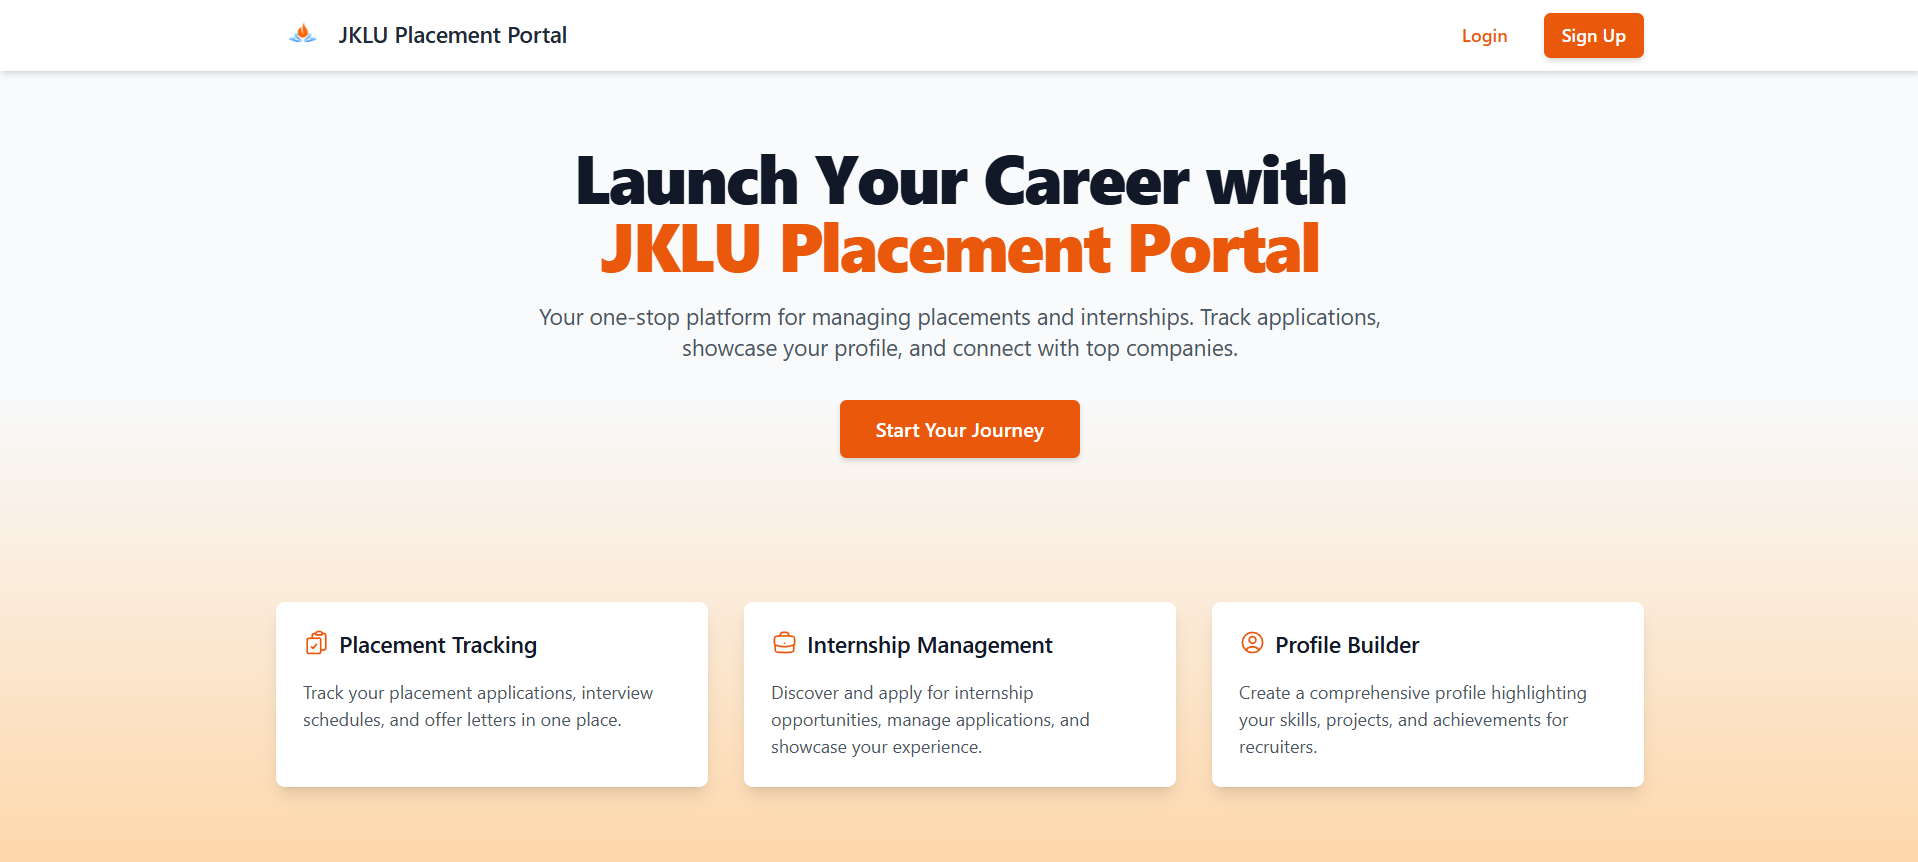 JKLU Placement Portal
Login
Sign Up
Launch Your Career with
JKLU Placement Portal
Your one-stop platform for managing placements and internships. Track applications,
showcase your profile, and connect with top companies.
Start Your Journey
Placement Tracking
Track your placement applications, interview
schedules, and offer letters in one place.
Internship Management
Discover and apply for internship
opportunities, manage applications, and
showcase your experience.
Profile Builder
Create a comprehensive profile highlighting
your skills, projects, and achievements for
recruiters.